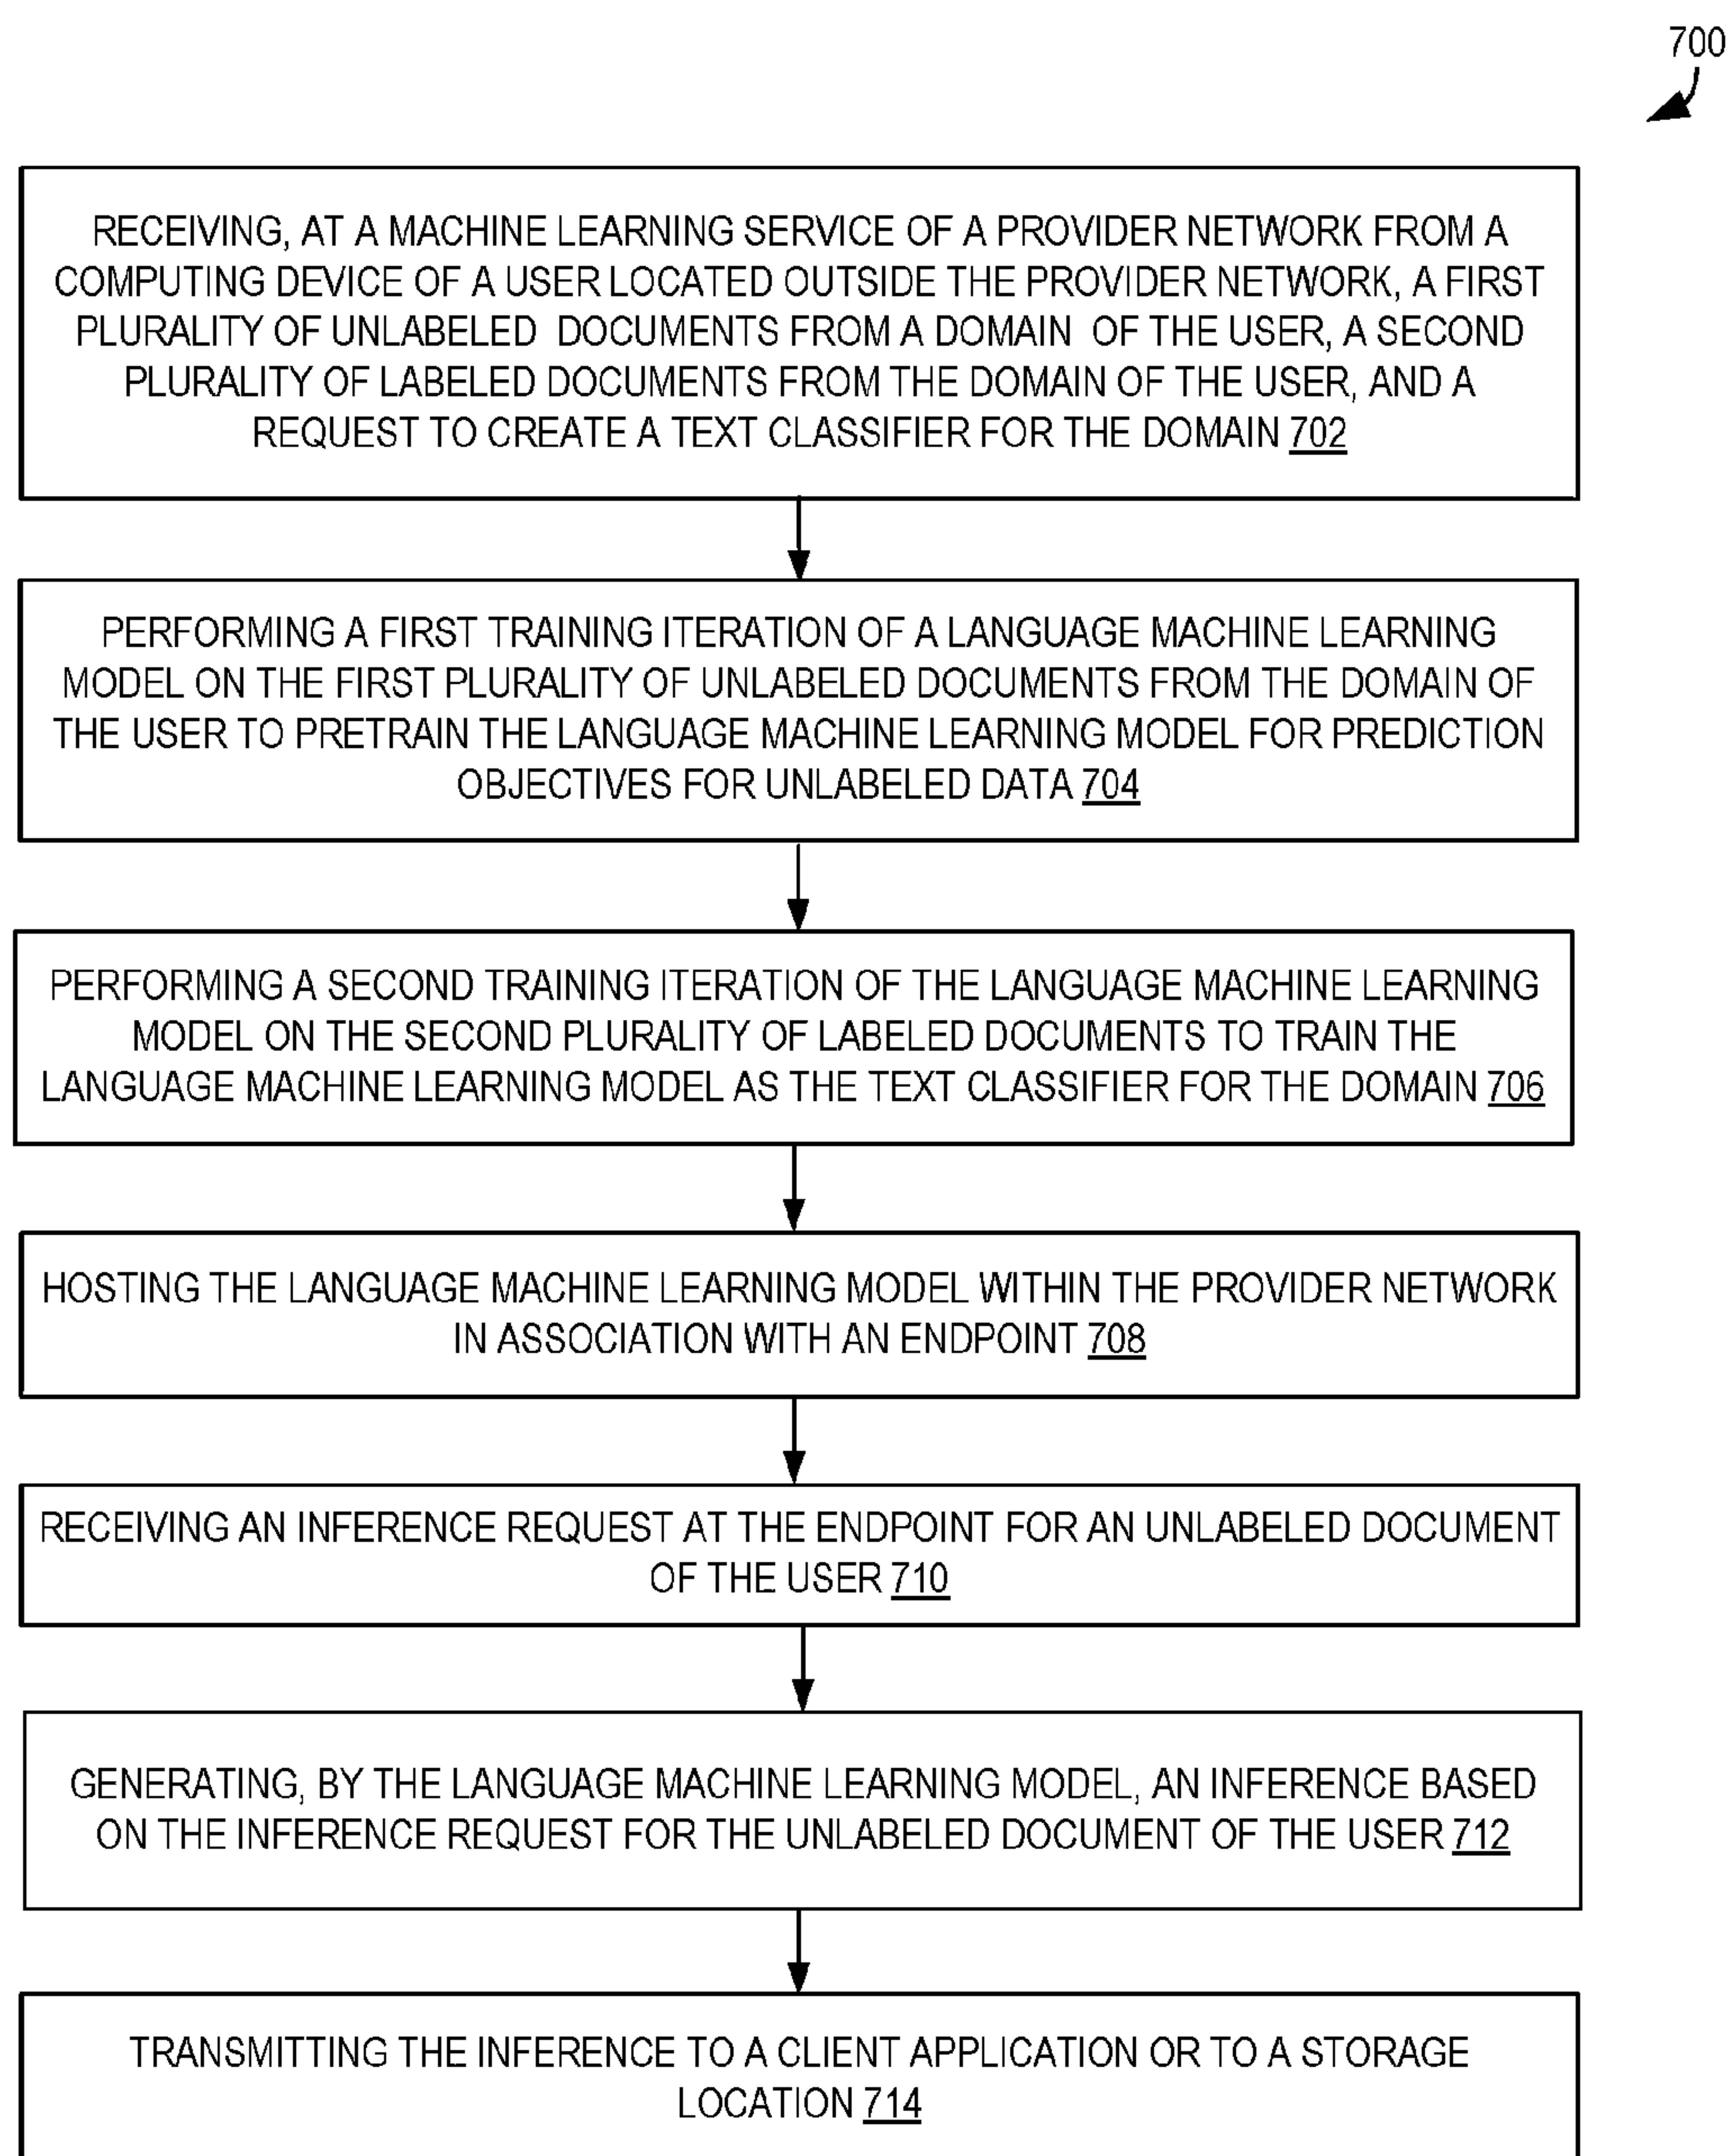 700
RECEIVING, AT A MACHINE LEARNING SERVICE OF A PROVIDER NETWORK FROM A
COMPUTING DEVICE OF A USER LOCATED OUTSIDE THE PROVIDER NETWORK, A FIRST
PLURALITY OF UNLABELED DOCUMENTS FROM A DOMAIN OF THE USER, A SECOND
PLURALITY OF LABELED DOCUMENTS FROM THE DOMAIN OF THE USER, AND A
REQUEST TO CREATE A TEXT CLASSIFIER FOR THE DOMAIN 702
PERFORMING A FIRST TRAINING ITERATION OF A LANGUAGE MACHINE LEARNING
MODEL ON THE FIRST PLURALITY OF UNLABELED DOCUMENTS FROM THE DOMAIN OF
THE USER TO PRETRAIN THE LANGUAGE MACHINE LEARNING MODEL FOR PREDICTION
OBJECTIVES FOR UNLABELED DATA 704
PERFORMING A SECOND TRAINING ITERATION OF THE LANGUAGE MACHINE LEARNING
MODEL ON THE SECOND PLURALITY OF LABELED DOCUMENTS TO TRAIN THE
LANGUAGE MACHINE LEARNING MODEL AS THE TEXT CLASSIFIER FOR THE DOMAIN 706
HOSTING THE LANGUAGE MACHINE LEARNING MODEL WITHIN THE PROVIDER NETWORK
IN ASSOCIATION WITH AN ENDPOINT 708
RECEIVING AN INFERENCE REQUEST AT THE ENDPOINT FOR AN UNLABELED DOCUMENT
OF THE USER 710
GENERATING, BY THE LANGUAGE MACHINE LEARNING MODEL, AN INFERENCE BASED
ON THE INFERENCE REQUEST FOR THE UNLABELED DOCUMENT OF THE USER 712
TRANSMITTING THE INFERENCE TO A CLIENT APPLICATION OR TO A STORAGE
LOCATION 714